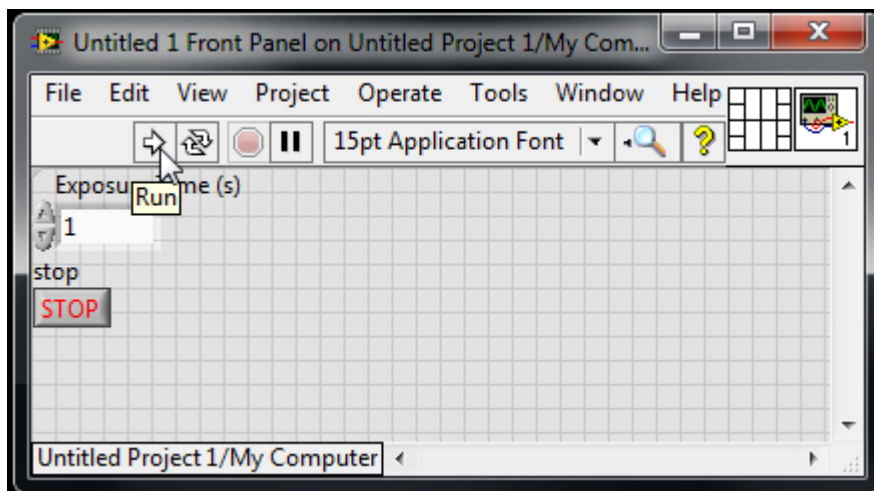 Untitled 1 Front Panel on Untitled Project 1/My Com...
File Edit View Project Operate Tools Window Help
15pt Application Font
?
1
(s)
Run
1
stop
STOP
Untitled Project 1/My Computer